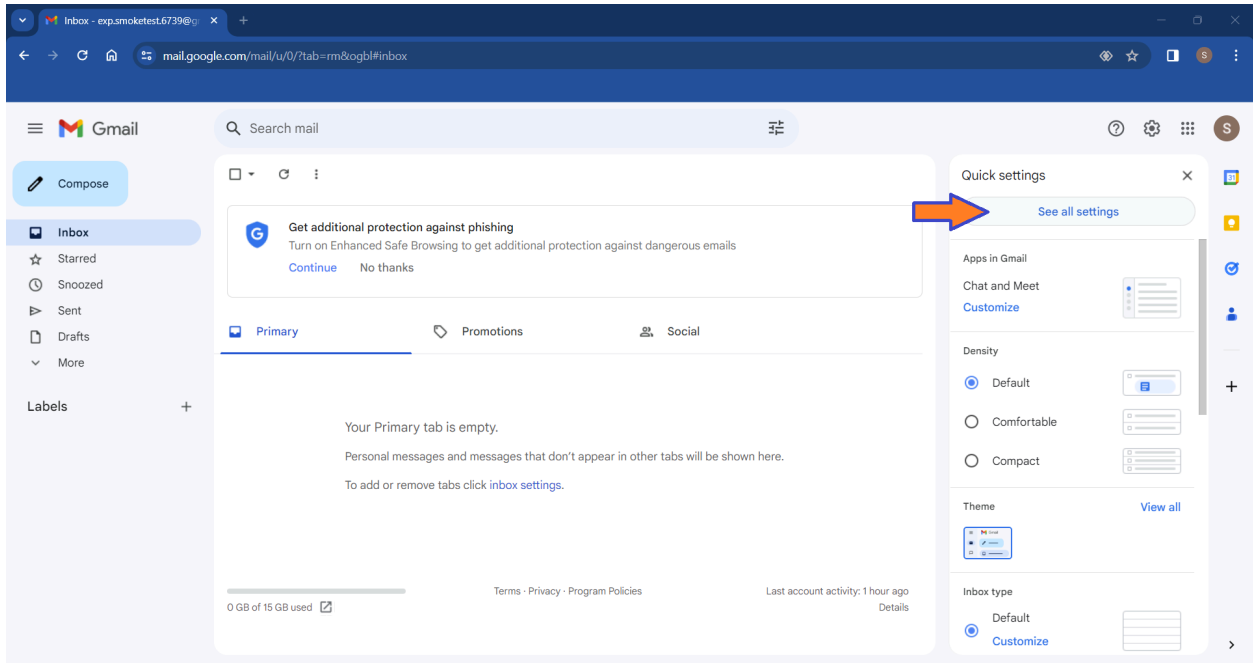 Inbox - exp.smoketest.6739@g
mail.google.com/mail/u/0/?tab=rm&ogbl#inbox
S
Gmail
Search mail
S
Compose
Inbox
Starred
Snoozed
Sent
Drafts
More
Labels
Get additional protection against phishing
Turn on Enhanced Safe Browsing to get additional protection against dangerous emails
Continue No thanks
Primary Promotions Social
Your Primary tab is empty.
Personal messages and messages that don't appear in other tabs will be shown here.
To add or remove tabs click inbox settings.
0 GB of 15 GB used
Terms · Privacy · Program Policies
Last account activity: 1 hour ago
Details
Quick settings
See all settings
Apps in Gmail
Chat and Meet
Customize
Density
Default
Comfortable
Compact
Theme View all
Inbox type
Default
Customize
31